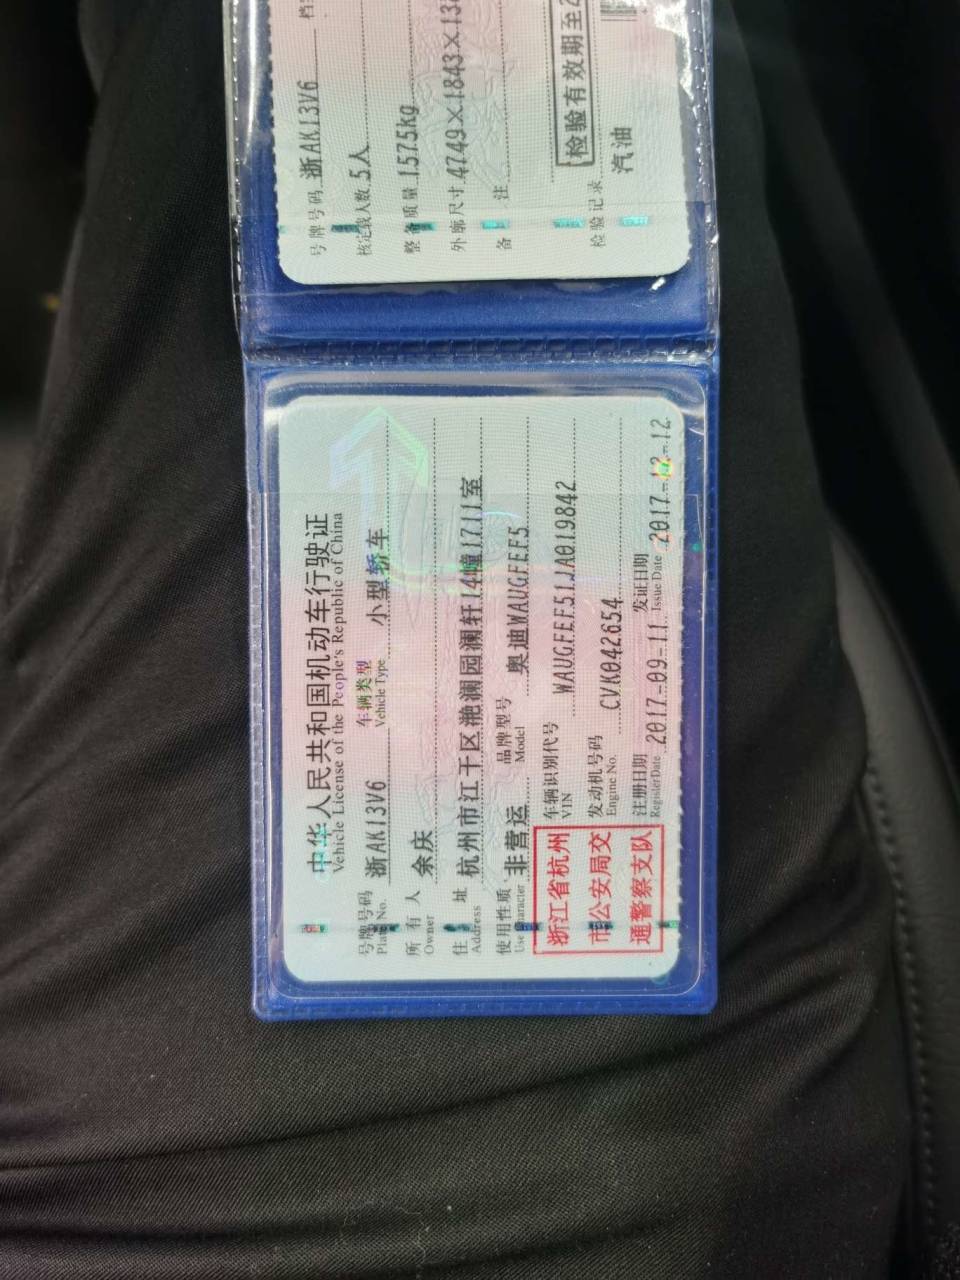 中华人民共和国机动车行驶证
Vehicle License of the People's Republic of China
号牌号码 浙AK13V6 车辆类型 小型轿车
Plate No. Vehicle Type
所有人 余庆
Owner
住址 杭州市江干区滟澜园澜轩14幢1711室
Address
使用性质 非营运 品牌型号 奥迪WAUGFEF5
Use Character Model
车辆识别代号 WAUGFEF51JA019842
VIN
发动机号码 CVK042654
Engine No.
注册日期 2017-09-11 发证日期 2017-12-12
Register Date Issue Date
浙江省杭州
市公安局交
通警察支队
号牌号码 浙AK13V6
核定载人数 5人
整备质量 1575kg
外廓尺寸 4749×1843×
备注
检验有效期至2
检验记录
汽油